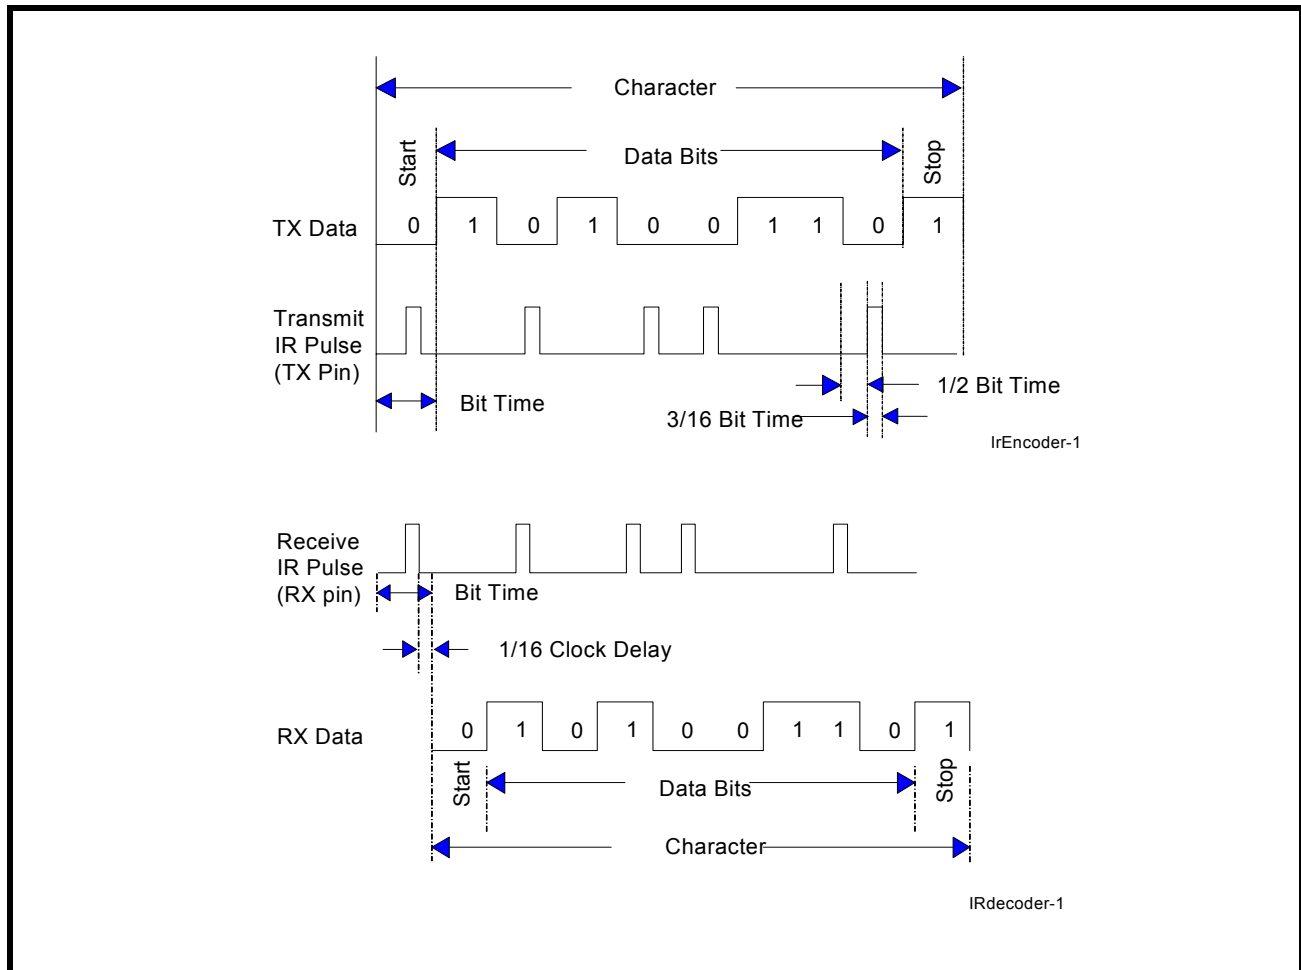 Character
Start
Data Bits
Stop
TX Data
0 1 0 1 0 0 1 1 0 1
Transmit
IR Pulse
(TX Pin)
1/2 Bit Time
Bit Time
3/16 Bit Time
IrEncoder-1
Receive
IR Pulse
(RX pin)
Bit Time
1/16 Clock Delay
RX Data
0 1 0 1 0 0 1 1 0 1
Start
Data Bits
Stop
Character
IRdecoder-1